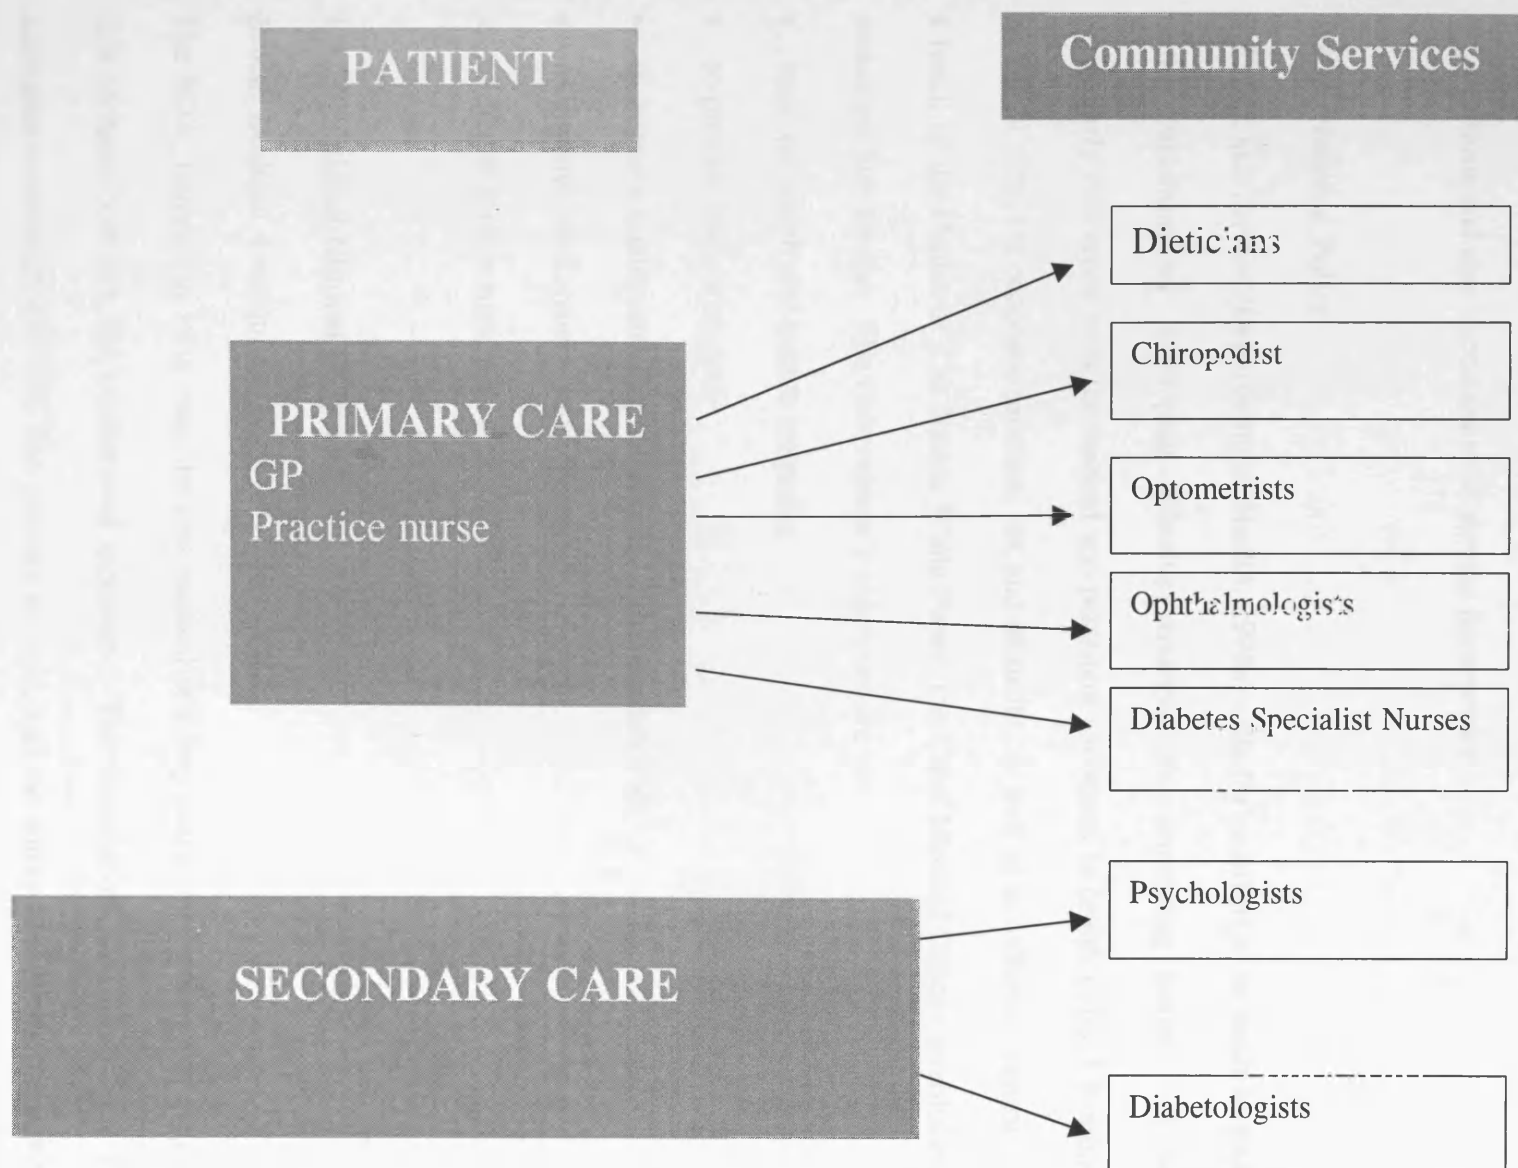 PATIENT
Community Services
PRIMARY CARE
GP
Practice nurse
Dieticians
Chiropodist
Optometrists
Ophthalmologists
Diabetes Specialist Nurses
SECONDARY CARE
Psychologists
Diabetologists